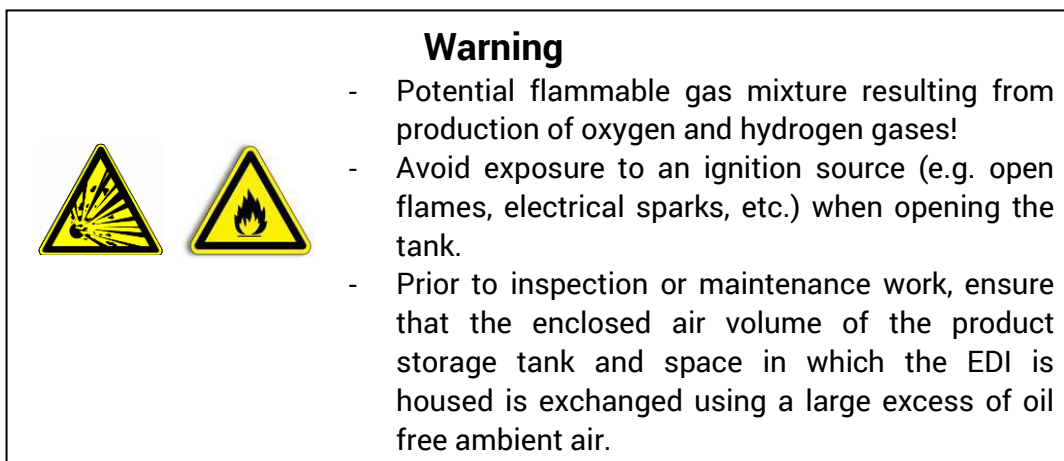 Warning
- Potential flammable gas mixture resulting from
production of oxygen and hydrogen gases!
- Avoid exposure to an ignition source (e.g. open
flames, electrical sparks, etc.) when opening the
tank.
- Prior to inspection or maintenance work, ensure
that the enclosed air volume of the product
storage tank and space in which the EDI is
housed is exchanged using a large excess of oil
free ambient air.